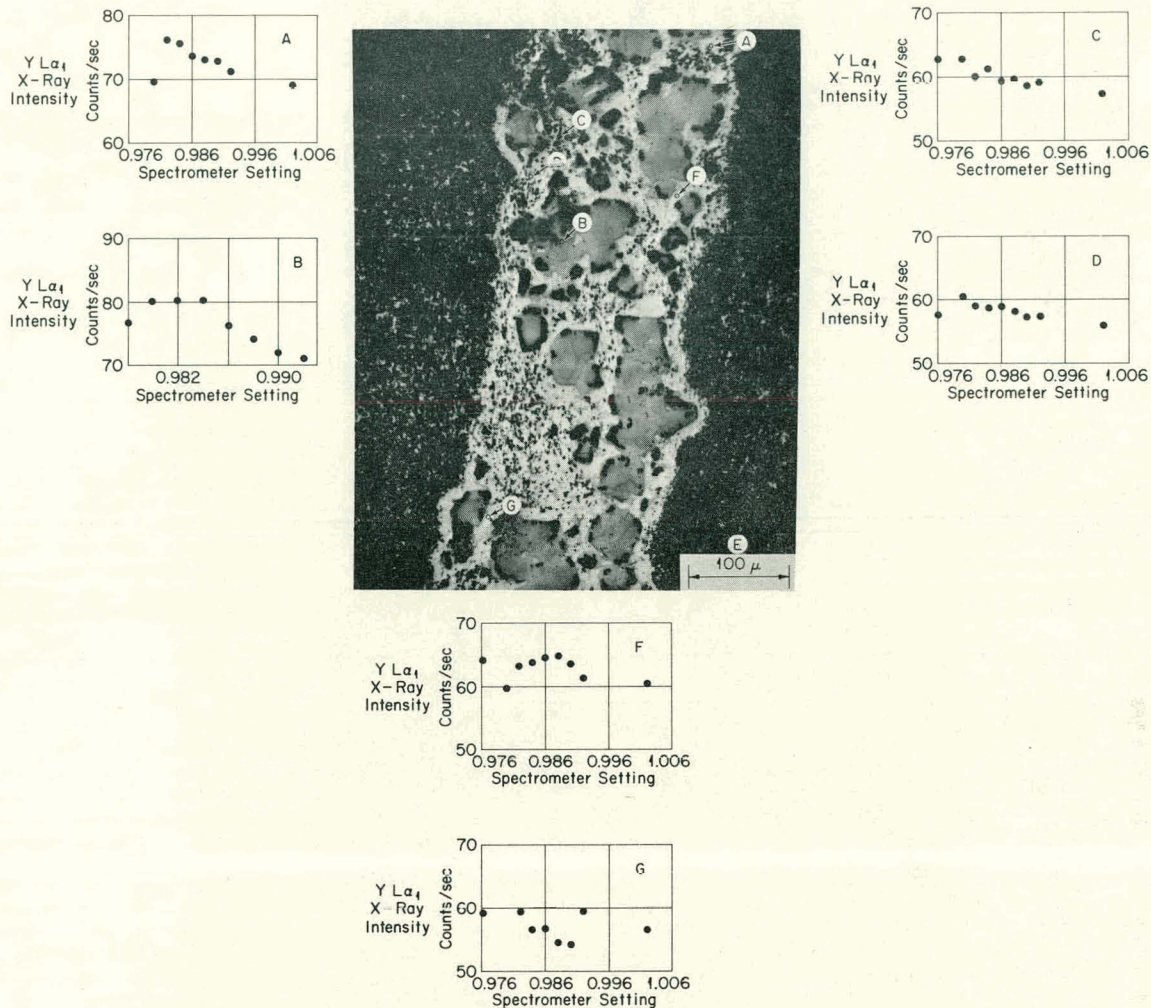 80
70
60
Y Lα₁
X-Ray
Intensity
Counts/sec
A
0.976 0.986 0.996 1.006
Spectrometer Setting
90
80
70
Y Lα₁
X-Ray
Intensity
Counts/sec
B
0.982 0.990
Spectrometer Setting
A
C
F
B
G
E
100 μ
70
60
50
Y Lα₁
X-Ray
Intensity
Counts/sec
C
0.976 0.986 0.996 1.006
Sectrometer Setting
70
60
50
Y Lα₁
X-Ray
Intensity
Counts/sec
D
0.976 0.986 0.996 1.006
Spectrometer Setting
70
60
50
Y Lα₁
X-Ray
Intensity
Counts/sec
F
0.976 0.986 0.996 1.006
Spectrometer Setting
70
60
50
Y Lα₁
X-Ray
Intensity
Counts/sec
G
0.976 0.986 0.996 1.006
Spectrometer Setting